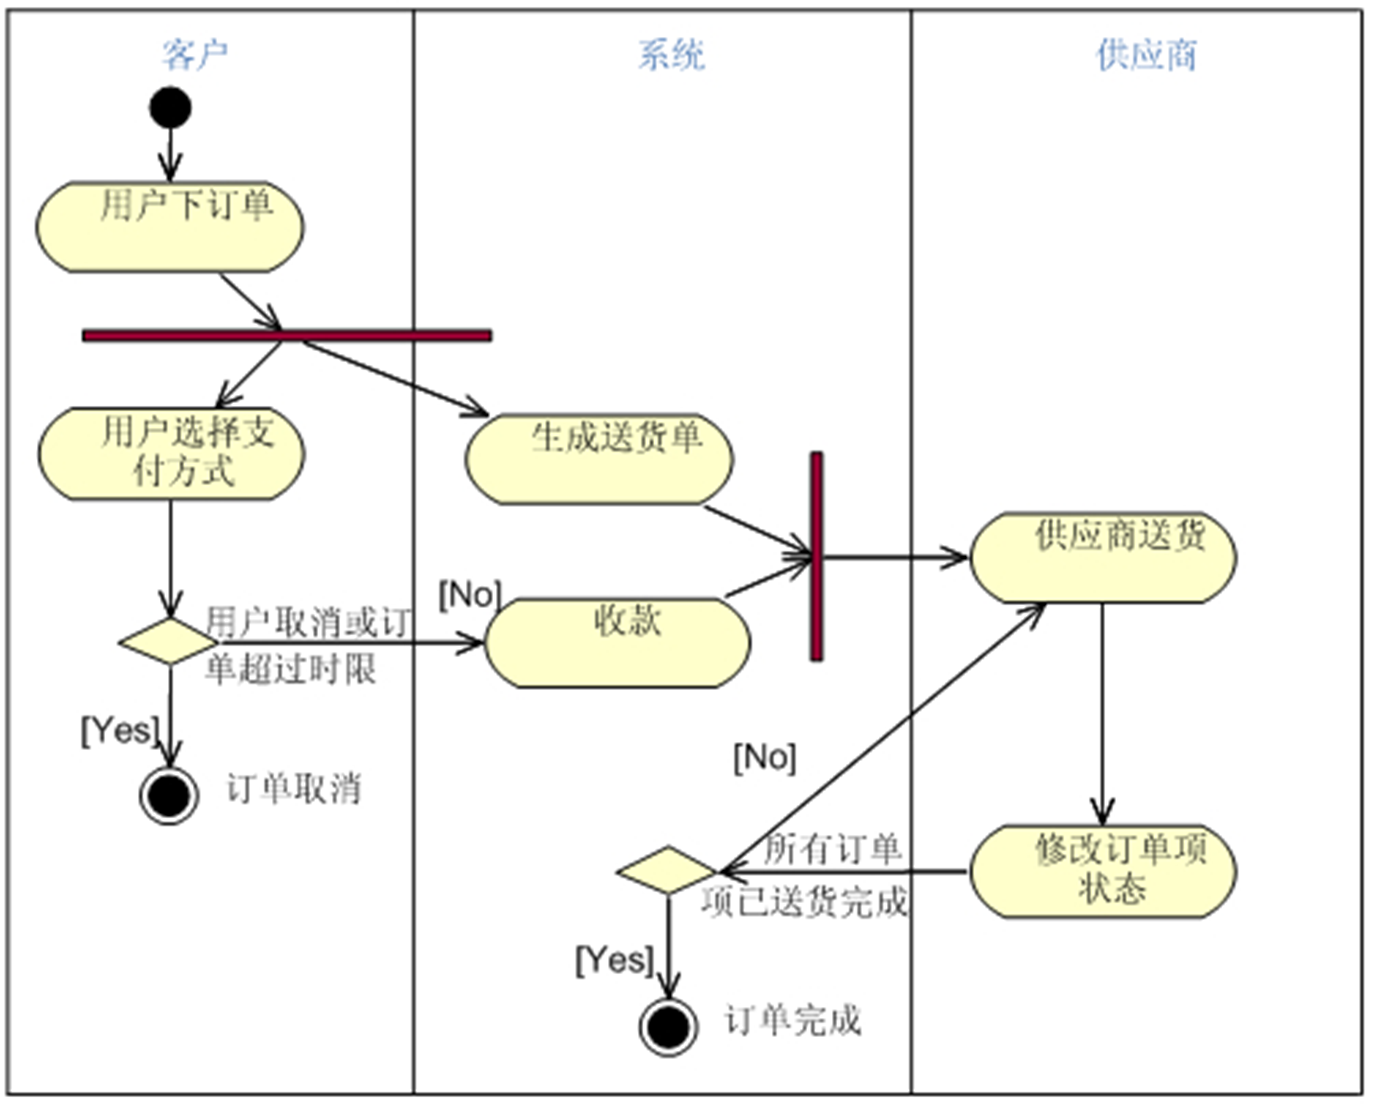 客户
系统
供应商
用户下订单
用户选择支
付方式
生成送货单
供应商送货
[No]
用户取消或订
单超过时限
收款
[Yes]
订单取消
[No]
所有订单
项已送货完成
修改订单项
状态
[Yes]
订单完成